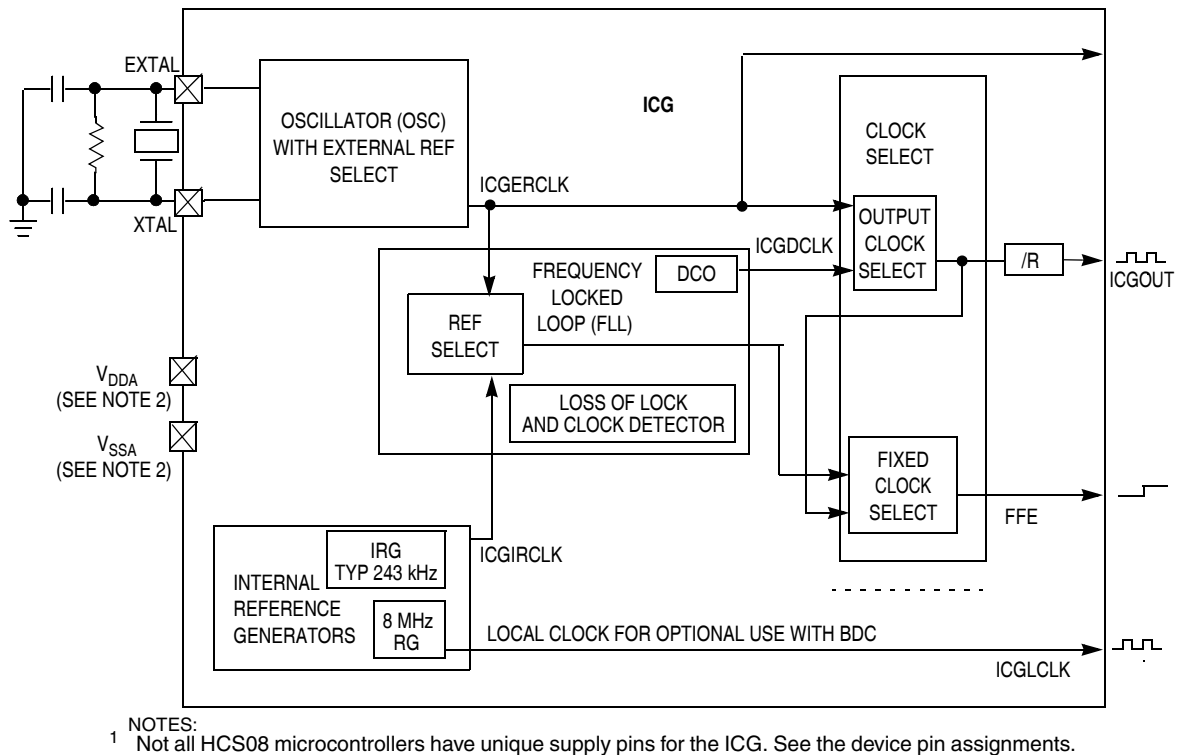 EXTAL
OSCILLATOR (OSC)
WITH EXTERNAL REF
SELECT
ICG
CLOCK
SELECT
ICGERCLK
XTAL
OUTPUT
CLOCK
SELECT
ICGDCLK
/R
ICGOUT
FREQUENCY
LOCKED
LOOP (FLL)
DCO
REF
SELECT
LOSS OF LOCK
AND CLOCK DETECTOR
VDDA
(SEE NOTE 2)
VSSA
(SEE NOTE 2)
FIXED
CLOCK
SELECT
FFE
ICGIRCLK
IRG
TYP 243 kHz
INTERNAL
REFERENCE
GENERATORS
8 MHz
RG
LOCAL CLOCK FOR OPTIONAL USE WITH BDC
ICGLCLK
NOTES:
1 Not all HCS08 microcontrollers have unique supply pins for the ICG. See the device pin assignments.